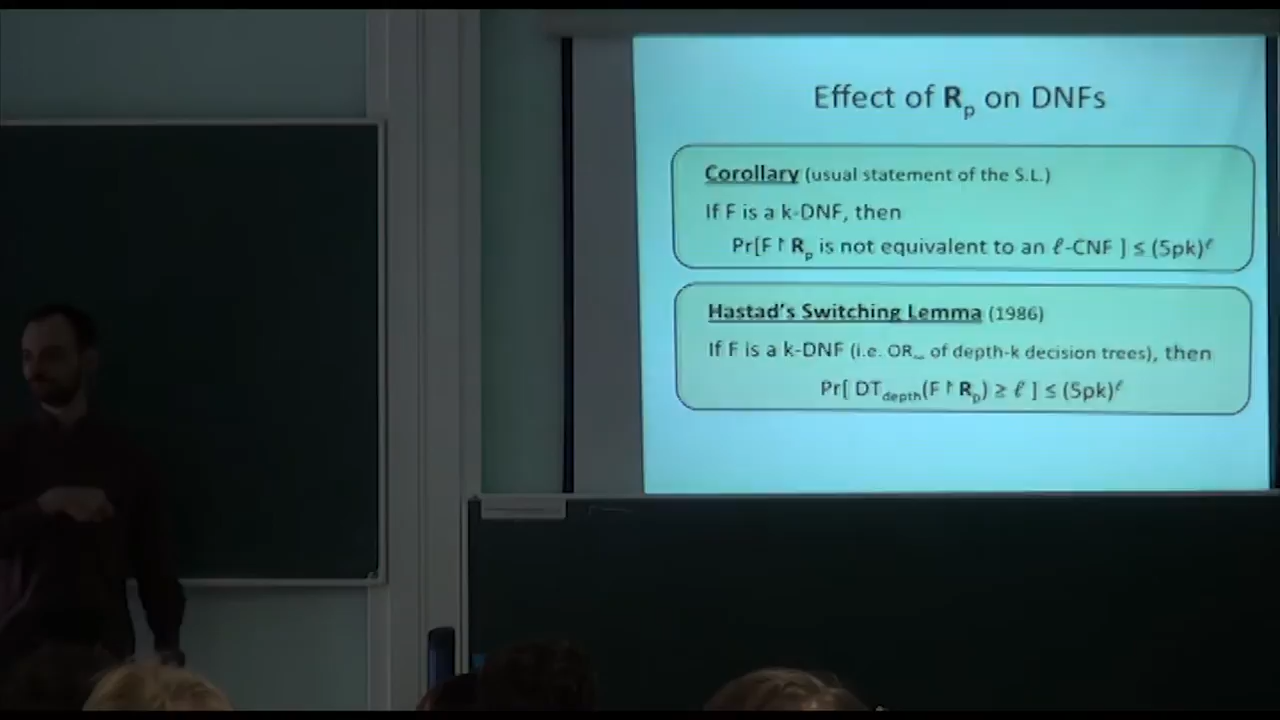 Effect of Rp on DNFs
Corollary (usual statement of the S.L.)
If F is a k-DNF, then
Pr[F↾Rp is not equivalent to an ℓ-CNF ] ≤ (5pk)^ℓ
Hastad's Switching Lemma (1986)
If F is a k-DNF (i.e. OR∞ of depth-k decision trees), then
Pr[ DTdepth(F↾Rp) ≥ ℓ ] ≤ (5pk)^ℓ